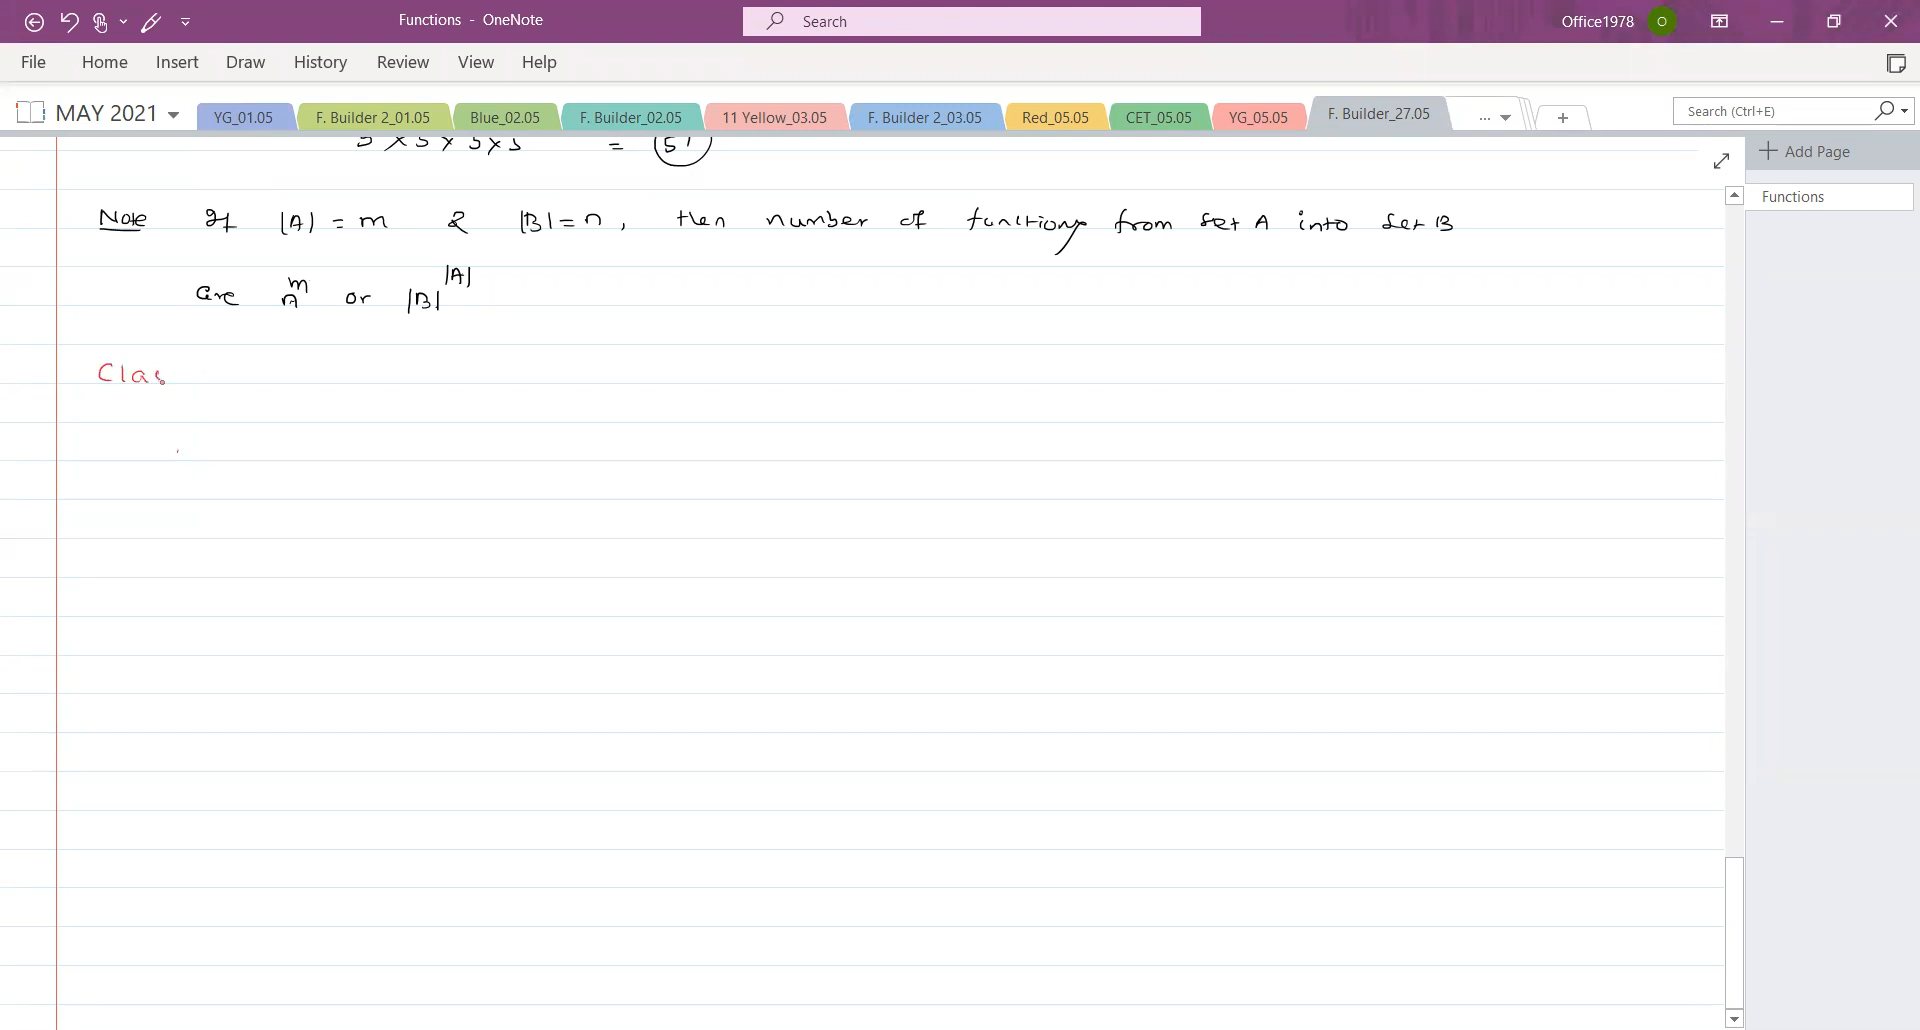 Functions - OneNote
Search
Office1978
O
File Home Insert Draw History Review View Help
MAY 2021
YG_01.05
F. Builder 2_01.05
Blue_02.05
F. Builder_02.05
11 Yellow_03.05
F. Builder 2_03.05
Red_05.05
CET_05.05
YG_05.05
F. Builder_27.05
...
Search (Ctrl+E)
Add Page
Functions
Note If |A| = m & |B| = n, then number of functions from set A into set B
are n^m or |B|^|A|
Clas